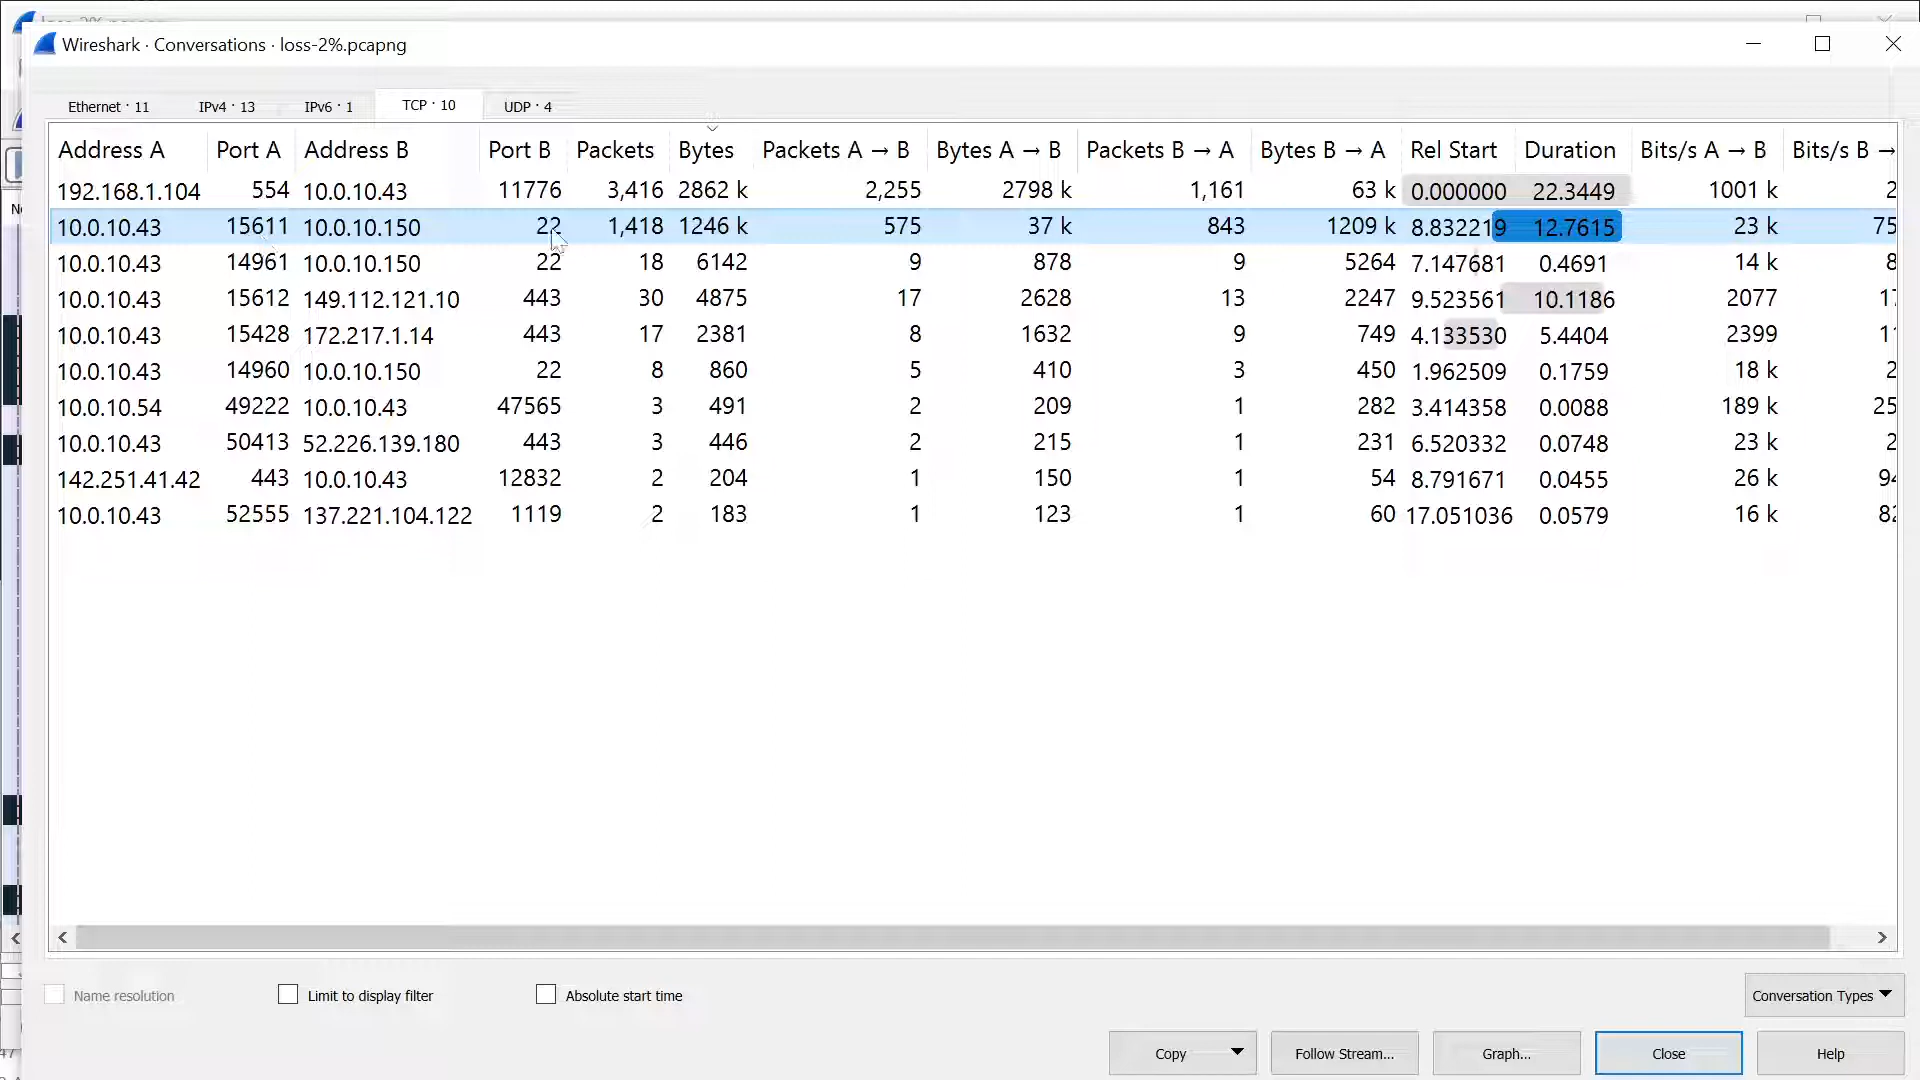 Wireshark · Conversations · loss-2%.pcapng
Ethernet · 11 IPv4 · 13 IPv6 · 1 TCP · 10 UDP · 4
Address A Port A Address B Port B Packets Bytes Packets A → B Bytes A → B Packets B → A Bytes B → A Rel Start Duration Bits/s A → B Bits/s B →
192.168.1.104 554 10.0.10.43 11776 3,416 2862 k 2,255 2798 k 1,161 63 k 0.000000 22.3449 1001 k 2
10.0.10.43 15611 10.0.10.150 22 1,418 1246 k 575 37 k 843 1209 k 8.832219 12.7615 23 k 75
10.0.10.43 14961 10.0.10.150 22 18 6142 9 878 9 5264 7.147681 0.4691 14 k 8
10.0.10.43 15612 149.112.121.10 443 30 4875 17 2628 13 2247 9.523561 10.1186 2077 17
10.0.10.43 15428 172.217.1.14 443 17 2381 8 1632 9 749 4.133530 5.4404 2399 11
10.0.10.43 14960 10.0.10.150 22 8 860 5 410 3 450 1.962509 0.1759 18 k 2
10.0.10.54 49222 10.0.10.43 47565 3 491 2 209 1 282 3.414358 0.0088 189 k 25
10.0.10.43 50413 52.226.139.180 443 3 446 2 215 1 231 6.520332 0.0748 23 k 2
142.251.41.42 443 10.0.10.43 12832 2 204 1 150 1 54 8.791671 0.0455 26 k 94
10.0.10.43 52555 137.221.104.122 1119 2 183 1 123 1 60 17.051036 0.0579 16 k 82
Name resolution Limit to display filter Absolute start time Conversation Types
Copy Follow Stream... Graph... Close Help